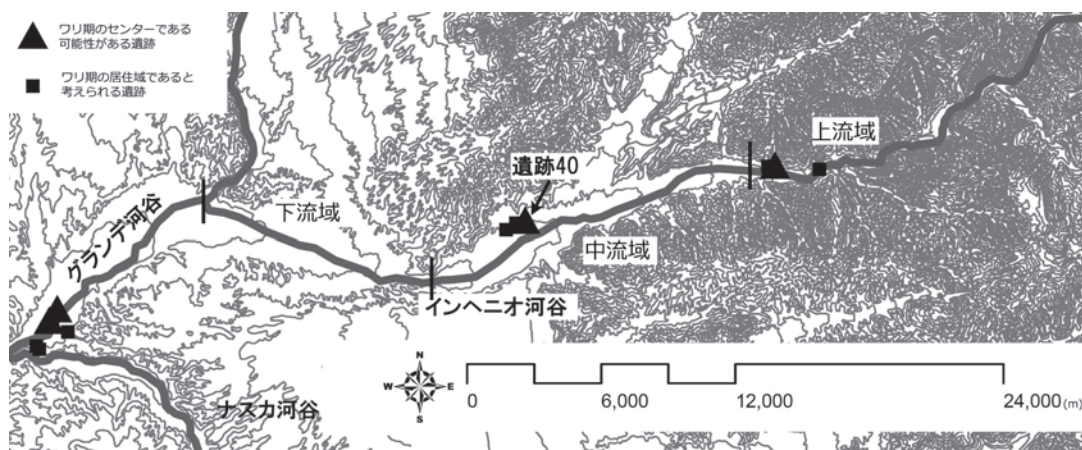 ワリ期のセンターである
可能性がある遺跡
ワリ期の居住域であると
考えられる遺跡
上流域
遺跡40
グランデ河谷
下流域
中流域
インヘニオ河谷
ナスカ河谷
N
W E
S
0 6,000 12,000 24,000(m)